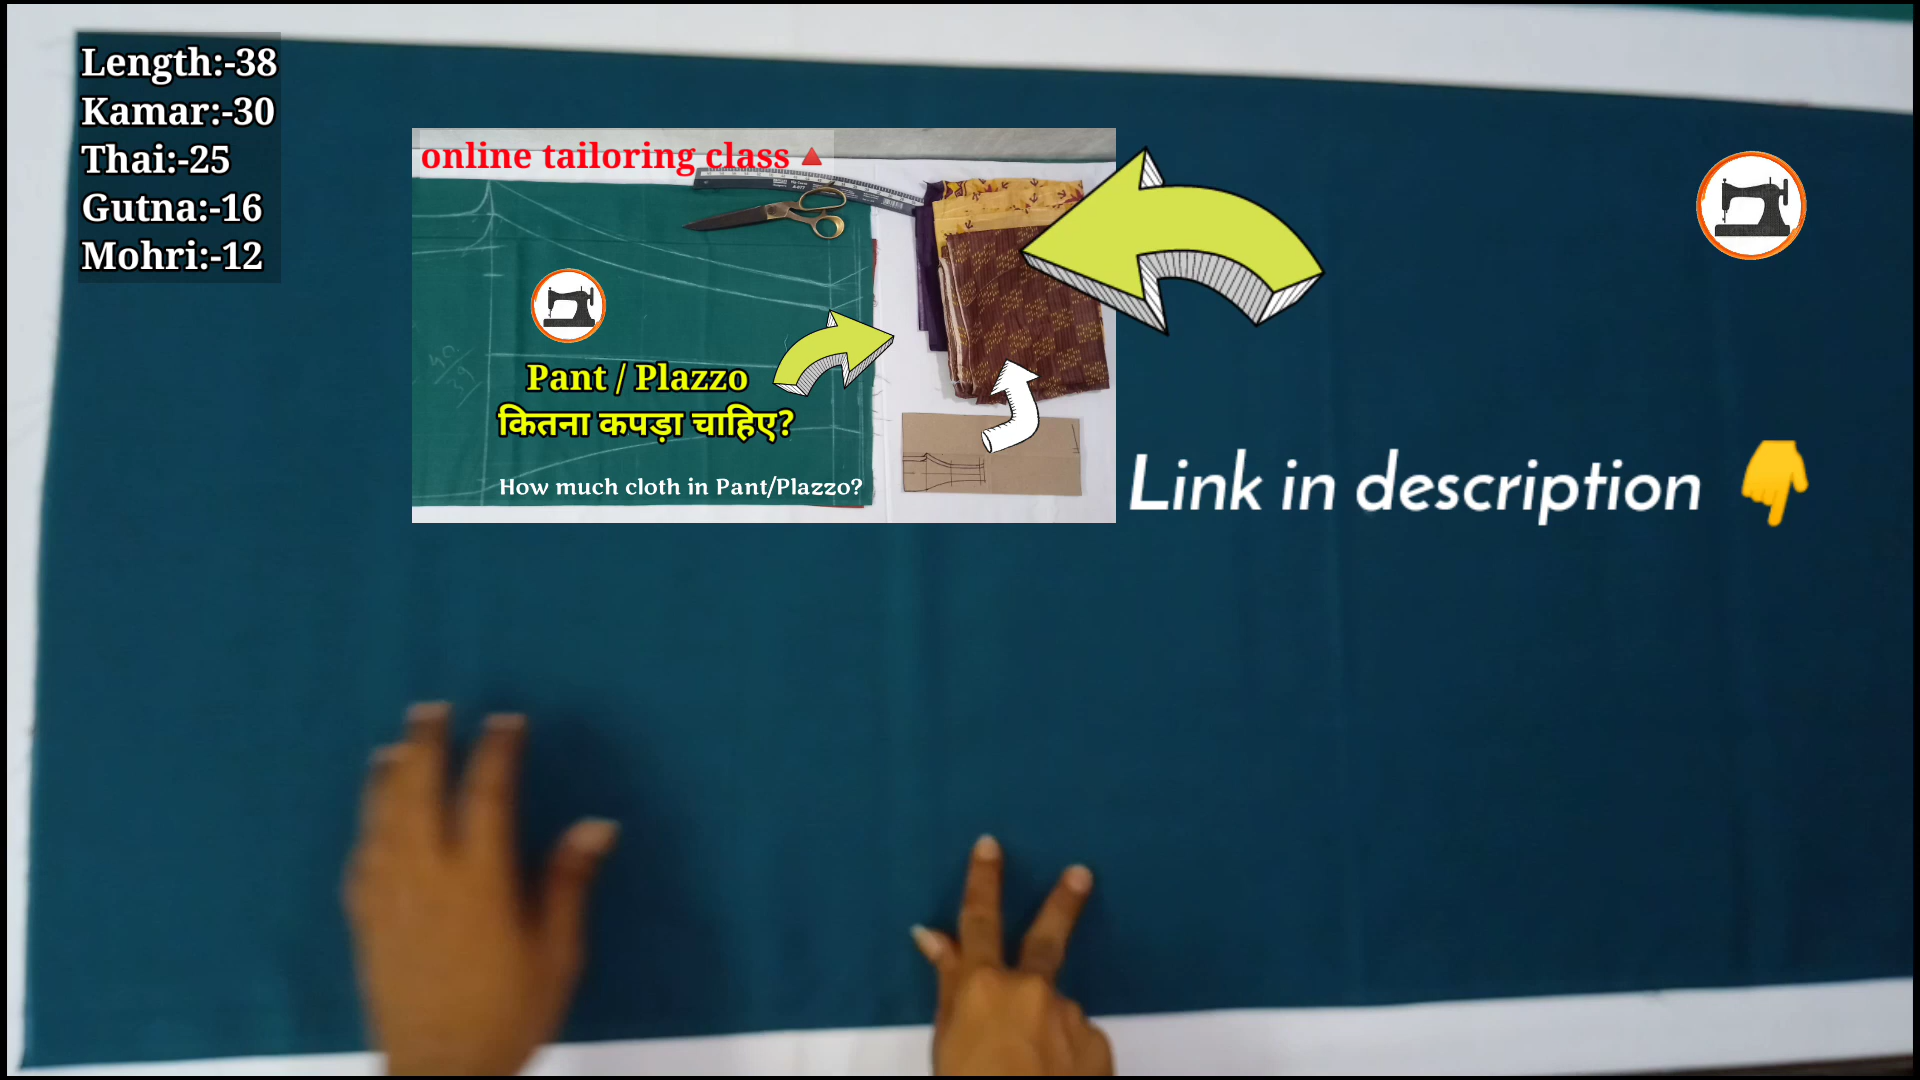 Length:-38
Kamar:-30
Thai:-25
Gutna:-16
Mohri:-12
online tailoring class
Pant / Plazzo
कितना कपड़ा चाहिए?
How much cloth in Pant/Plazzo?
Link in description